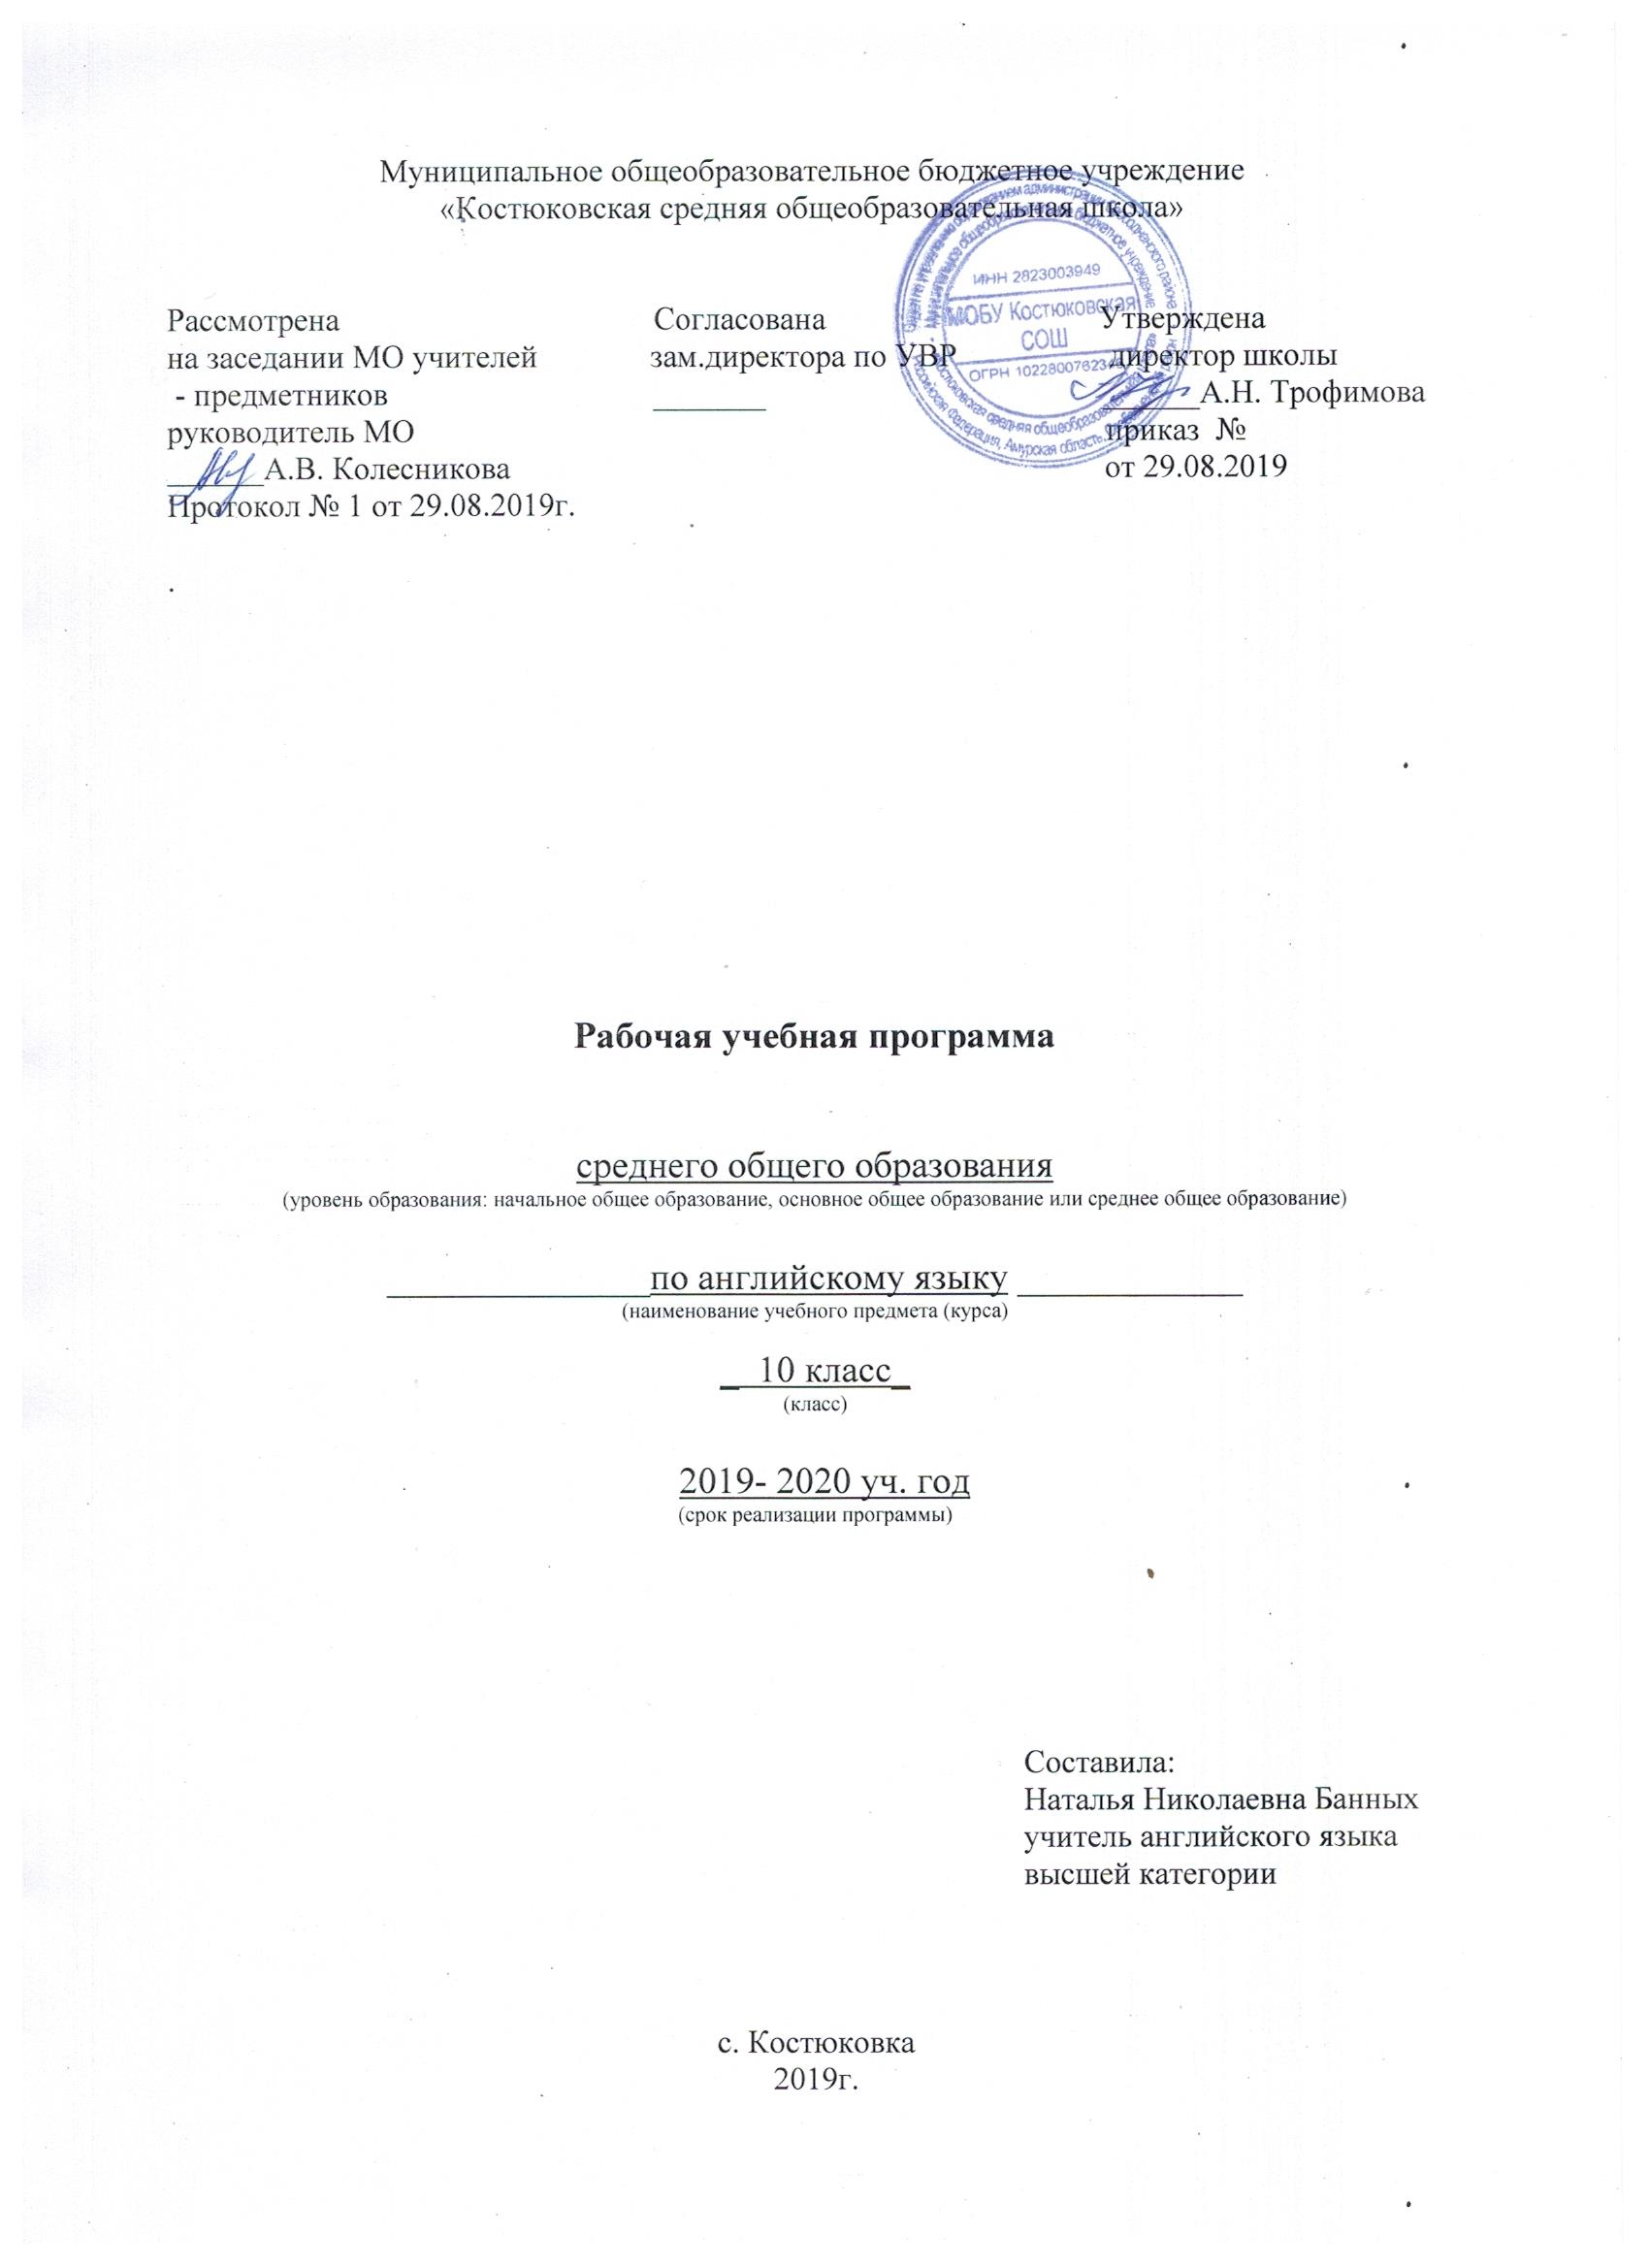 Муниципальное общеобразовательное бюджетное учреждение
«Костюковская средняя общеобразовательная школа»
Рассмотрена
на заседании МО учителей
- предметников
руководитель МО
______А.В. Колесникова
Протокол № 1 от 29.08.2019г.
Согласована
зам.директора по УВР
_______
Утверждена
директор школы
______А.Н. Трофимова
приказ №
от 29.08.2019
ИНН 2823003949
МОБУ Костюковская
СОШ
ОГРН
Рабочая учебная программа
среднего общего образования
(уровень образования: начальное общее образование, основное общее образование или среднее общее образование)
______________по английскому языку ____________
(наименование учебного предмета (курса)
_ 10 класс_
(класс)
2019- 2020 уч. год
(срок реализации программы)
Составила:
Наталья Николаевна Банных
учитель английского языка
высшей категории
с. Костюковка
2019г.